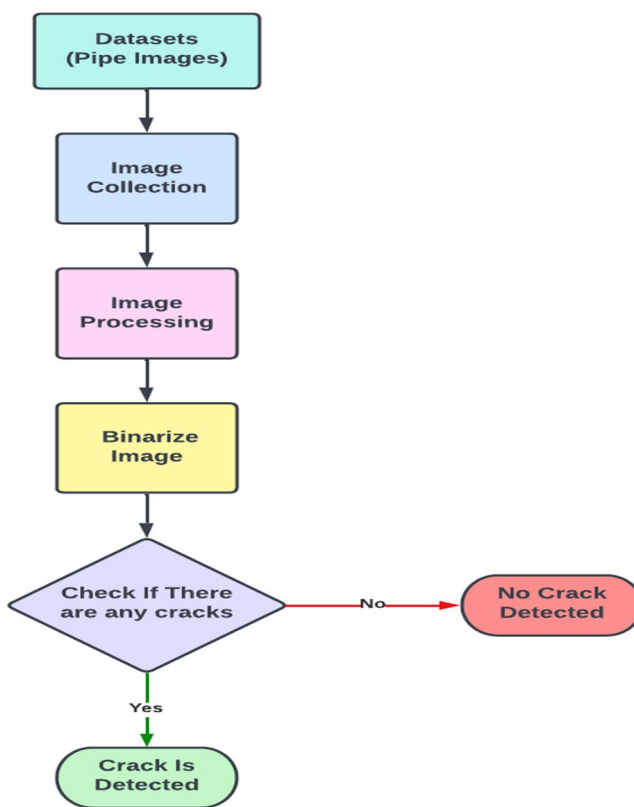 Datasets
(Pipe Images)
Image
Collection
Image
Processing
Binarize
Image
Check If There
are any cracks
No
No Crack
Detected
Yes
Crack Is
Detected